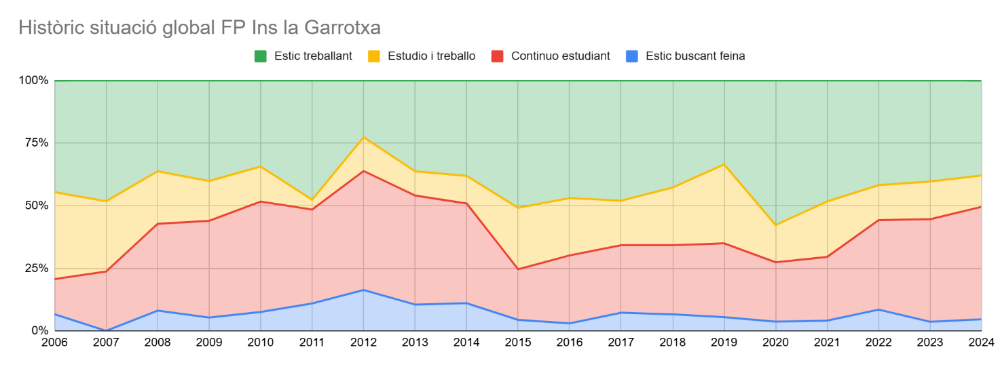 Històric situació global FP Ins la Garrotxa
Estic treballant Estudio i treballo Continuo estudiant Estic buscant feina
100%
75%
50%
25%
0%
2006 2007 2008 2009 2010 2011 2012 2013 2014 2015 2016 2017 2018 2019 2020 2021 2022 2023 2024